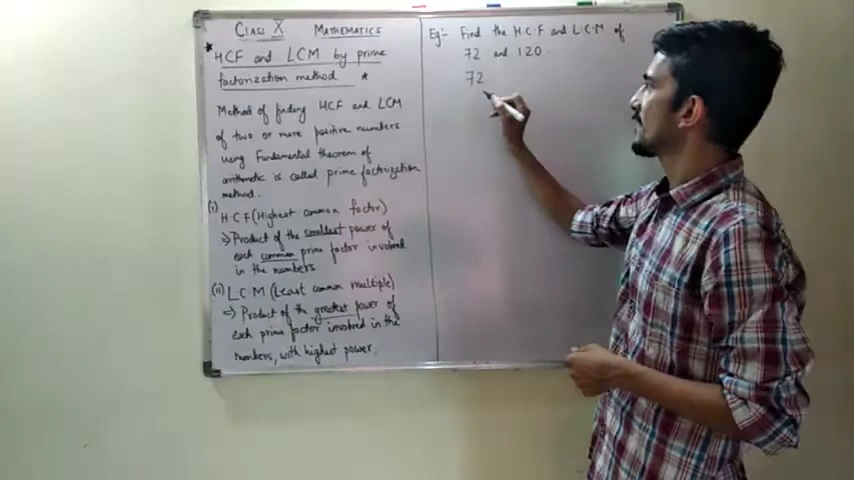 CLASS X MATHEMATICS
HCF and LCM by prime
factorization method
Method of finding HCF and LCM
of two or more positive numbers
using Fundamental theorem of
arithmetic is called prime factorization
method.
(i) H.C.F (Highest common factor)
⇒ Product of the smallest power of
each common prime factor involved
in the numbers
(ii) L.C.M (Least common multiple)
⇒ Product of the greatest power of
each prime factor involved in the
numbers, with highest power.
Eg:- Find the H.C.F and L.C.M of
72 and 120.
72